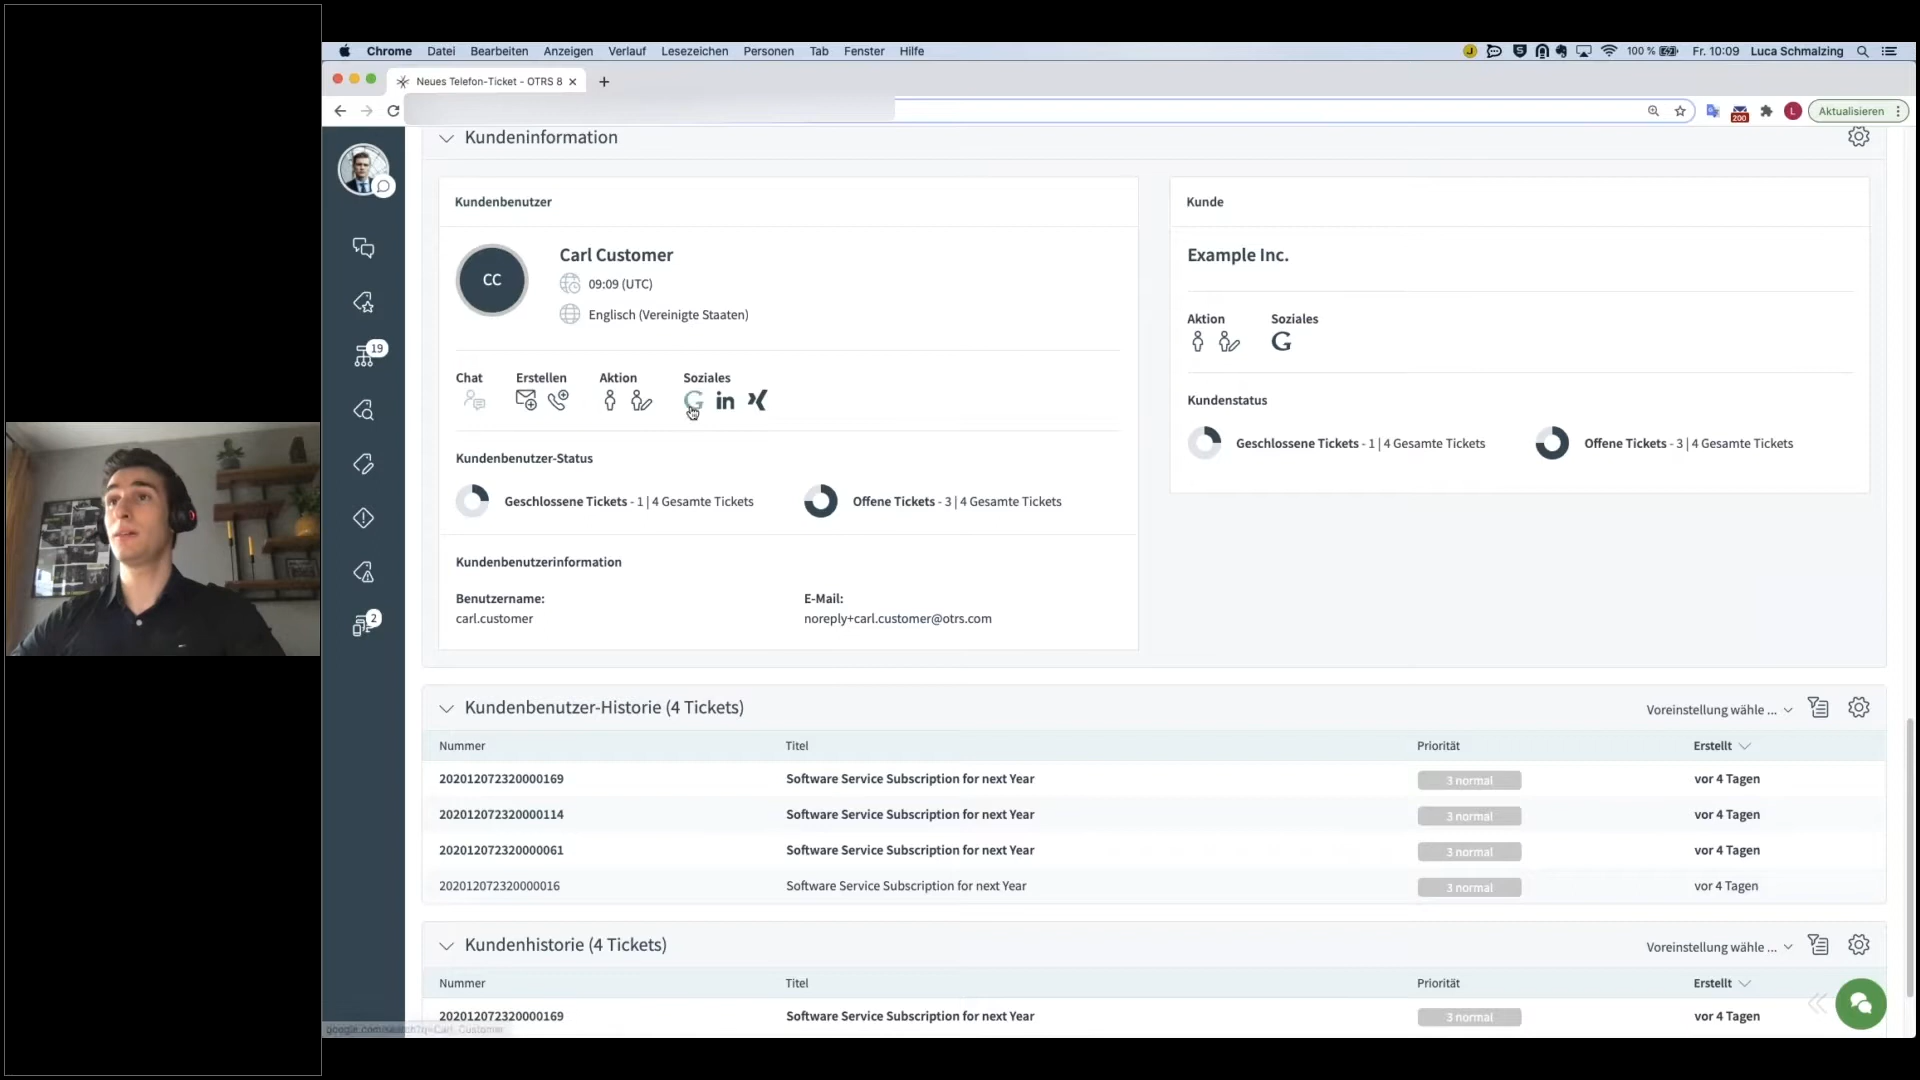 Chrome Datei Bearbeiten Anzeigen Verlauf Lesezeichen Personen Tab Fenster Hilfe 100 % Fr. 10:09 Luca Schmalzing
Neues Telefon-Ticket - OTRS 8
200 L Aktualisieren
Kundeninformation
Kundenbenutzer
CC
Carl Customer
09:09 (UTC)
Englisch (Vereinigte Staaten)
Chat Erstellen Aktion Soziales
G in
Kundenbenutzer-Status
Geschlossene Tickets - 1 | 4 Gesamte Tickets
Offene Tickets - 3 | 4 Gesamte Tickets
Kundenbenutzerinformation
Benutzername:
carl.customer
E-Mail:
noreply+carl.customer@otrs.com
Kunde
Example Inc.
Aktion Soziales
G
Kundenstatus
Geschlossene Tickets - 1 | 4 Gesamte Tickets
Offene Tickets - 3 | 4 Gesamte Tickets
19
2
Kundenbenutzer-Historie (4 Tickets) Voreinstellung wähle ...
Nummer Titel Priorität Erstellt
202012072320000169 Software Service Subscription for next Year 3 normal vor 4 Tagen
202012072320000114 Software Service Subscription for next Year 3 normal vor 4 Tagen
202012072320000061 Software Service Subscription for next Year 3 normal vor 4 Tagen
202012072320000016 Software Service Subscription for next Year 3 normal vor 4 Tagen
Kundenhistorie (4 Tickets) Voreinstellung wähle ...
Nummer Titel Priorität Erstellt
202012072320000169 Software Service Subscription for next Year 3 normal vor 4 Tagen
google.com/search?q=Carl Customer